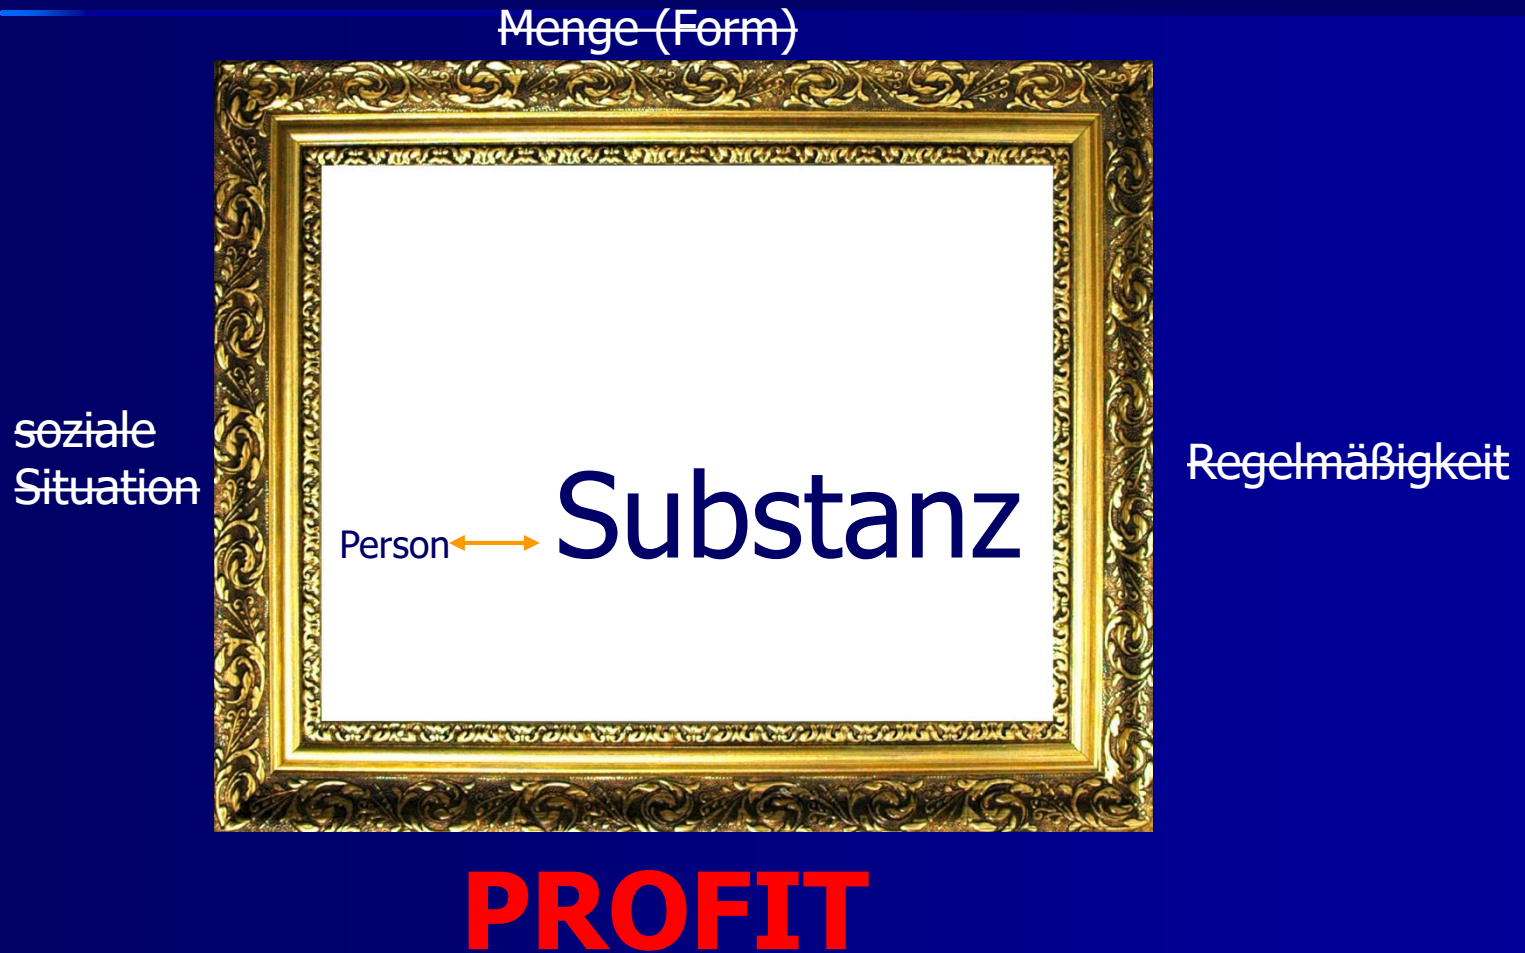 Menge (Form)
soziale
Situation
Regelmäßigkeit
Person
Substanz
PROFIT